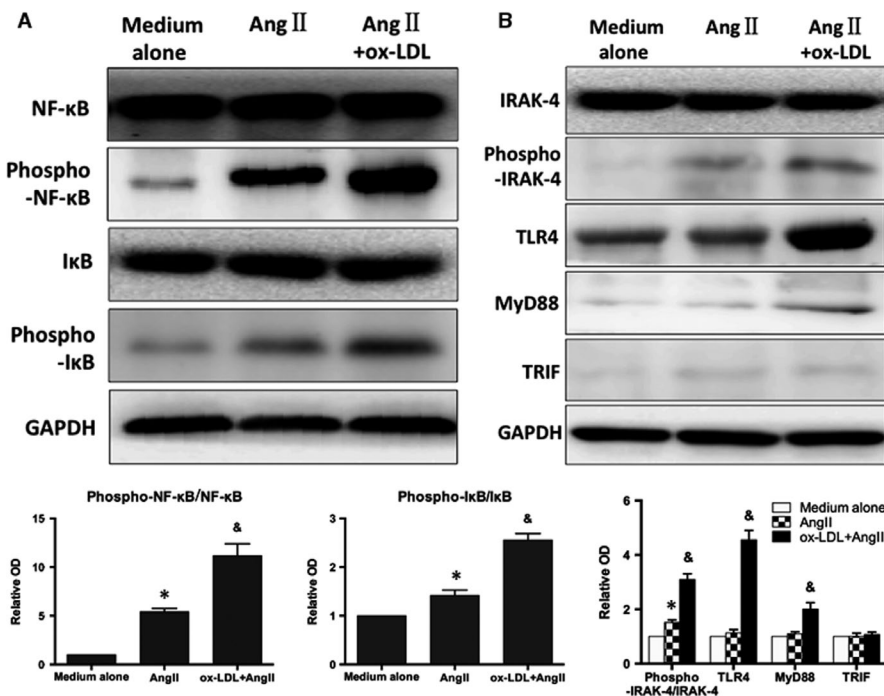 A
Medium
alone
Ang Ⅱ
Ang Ⅱ
+ox-LDL
NF-κB
Phospho
-NF-κB
IκB
Phospho
-IκB
GAPDH
B
Medium
alone
Ang Ⅱ
Ang Ⅱ
+ox-LDL
IRAK-4
Phospho
-IRAK-4
TLR4
MyD88
TRIF
GAPDH
Phospho-NF-κB/NF-κB
Relative OD
15
10
5
0
*
&
Medium alone
AngII
ox-LDL+AngII
Phospho-IκB/IκB
Relative OD
3
2
1
0
*
&
Medium alone
AngII
ox-LDL+AngII
Relative OD
6
4
2
0
Medium alone
AngII
ox-LDL+AngII
*
&
&
&
Phospho
-IRAK-4/IRAK-4
TLR4
MyD88
TRIF